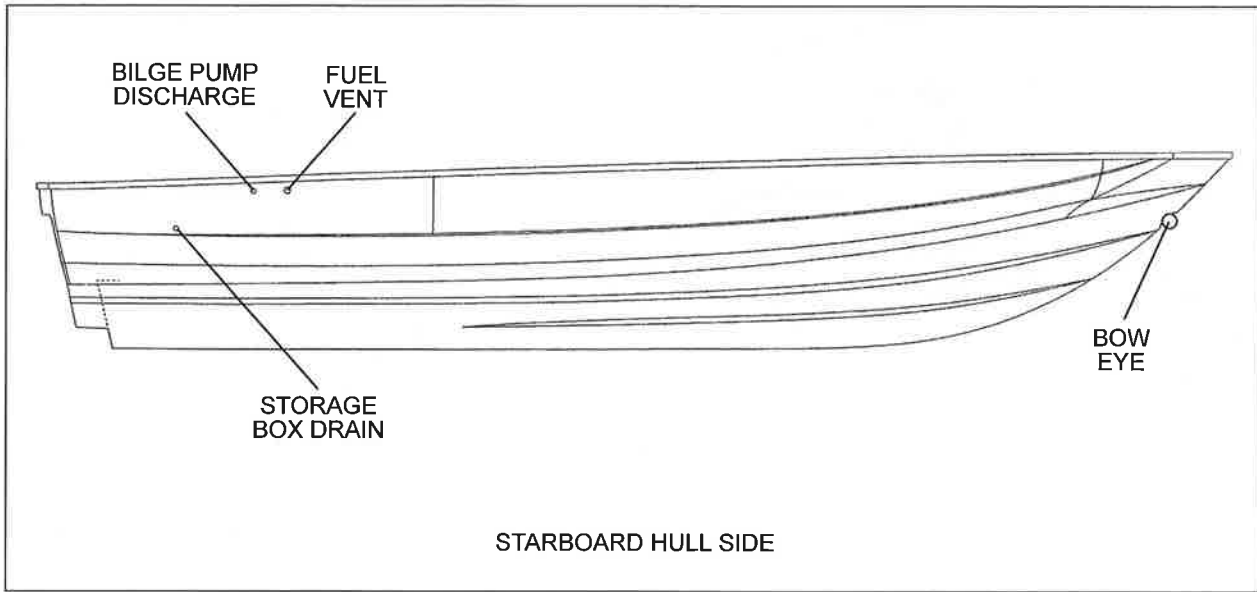 BILGE PUMP
DISCHARGE
FUEL
VENT
STORAGE
BOX DRAIN
BOW
EYE
STARBOARD HULL SIDE